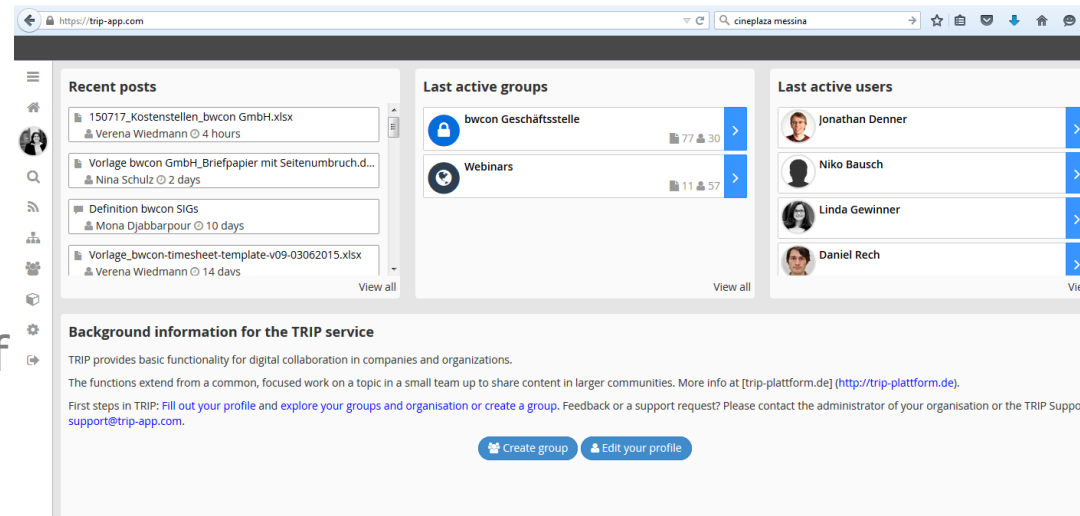 https://trip-app.com
cineplaza messina
Recent posts
150717_Kostenstellen_bwcon GmbH.xlsx
Verena Wiedmann 4 hours
Vorlage bwcon GmbH_Briefpapier mit Seitenumbruch.d...
Nina Schulz 2 days
Definition bwcon SIGs
Mona Djabbarpour 10 days
Vorlage_bwcon-timesheet-template-v09-03062015.xlsx
Verena Wiedmann 14 days
View all
Last active groups
bwcon Geschäftsstelle
77 30
Webinars
11 57
View all
Last active users
Jonathan Denner
Niko Bausch
Linda Gewinner
Daniel Rech
Vie
f
Background information for the TRIP service
TRIP provides basic functionality for digital collaboration in companies and organizations.
The functions extend from a common, focused work on a topic in a small team up to share content in larger communities. More info at [trip-plattform.de] (http://trip-plattform.de).
First steps in TRIP: Fill out your profile and explore your groups and organisation or create a group. Feedback or a support request? Please contact the administrator of your organisation or the TRIP Suppo
support@trip-app.com.
Create group
Edit your profile